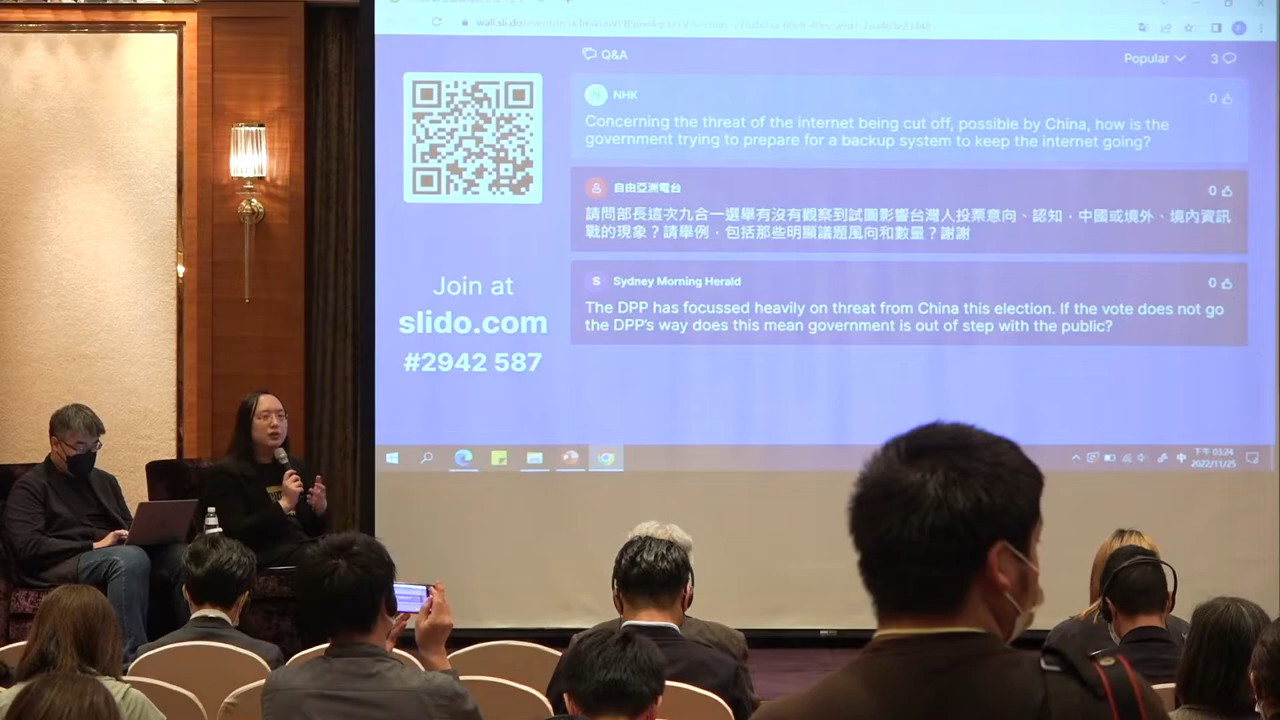 wall.sli.do/event/
Q&A
Popular
3
N
NHK
0
Concerning the threat of the internet being cut off, possible by China, how is the
government trying to prepare for a backup system to keep the internet going?
自由亞洲電台
0
請問部長這次九合一選舉有沒有觀察到試圖影響台灣人投票意向、認知,中國或境外、境內資訊
戰的現象?請舉例,包括那些明顯議題風向和數量?謝謝
S
Sydney Morning Herald
0
The DPP has focussed heavily on threat from China this election. If the vote does not go
the DPP's way does this mean government is out of step with the public?
Join at
slido.com
#2942 587
中
下午 03:24
2022/11/25